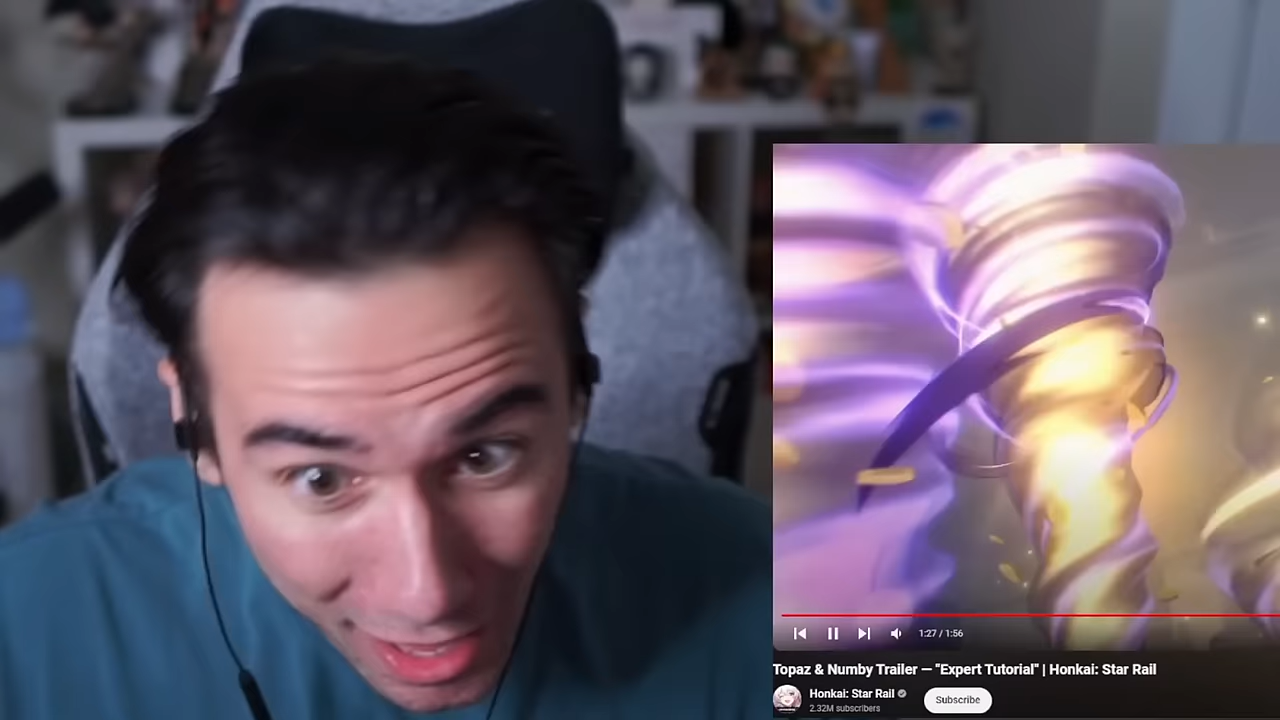 1:27 / 1:56
Topaz & Numby Trailer — "Expert Tutorial" | Honkai: Star Rail
Honkai: Star Rail
2.32M subscribers
Subscribe